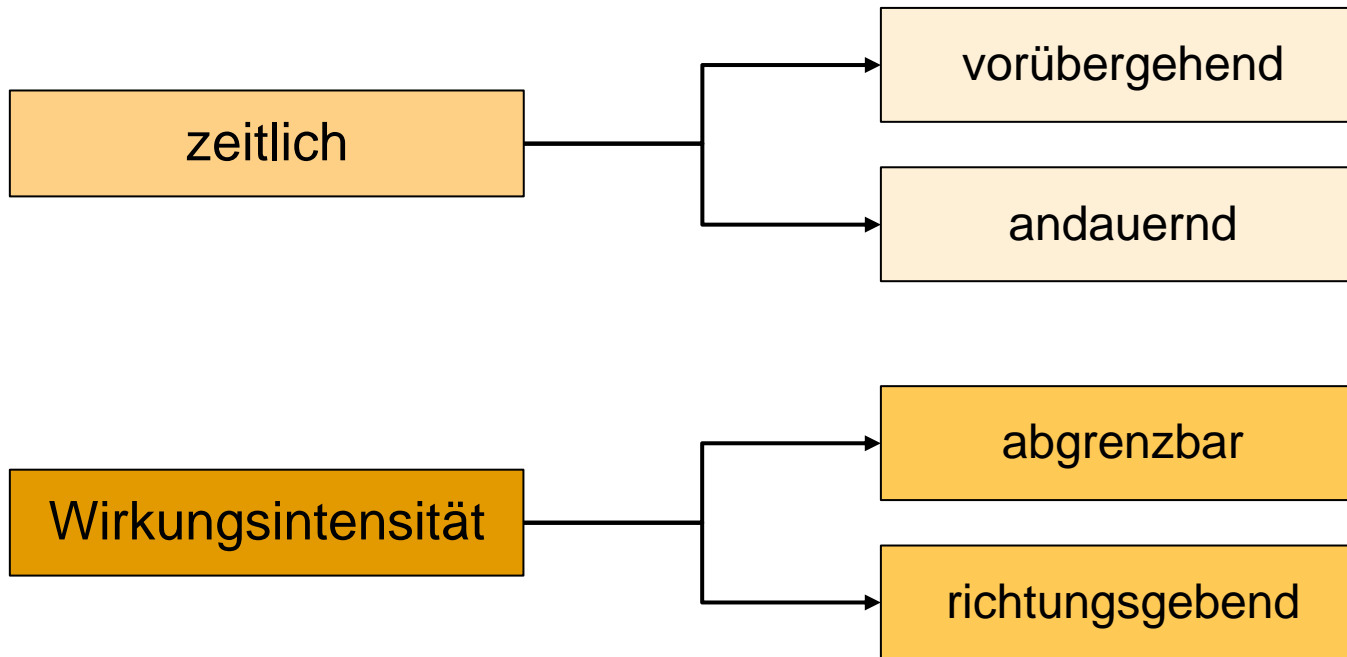 zeitlich
vorübergehend
andauernd
Wirkungsintensität
abgrenzbar
richtungsgebend